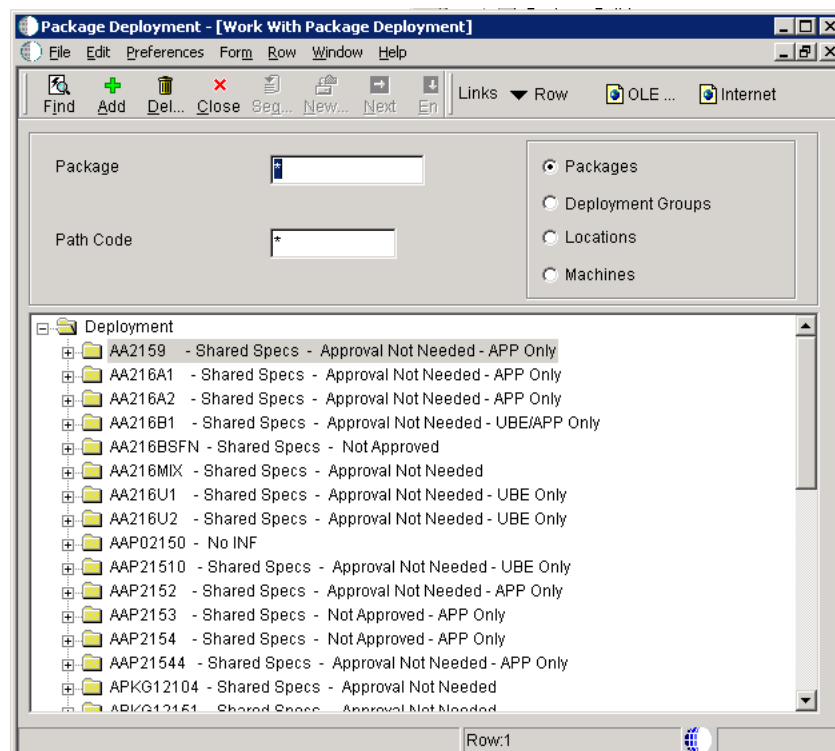 Package Deployment - [Work With Package Deployment]
File Edit Preferences Form Row Window Help
Find Add Del... Close Seq... New... Next En Links Row OLE ... Internet
Package * Packages
Deployment Groups
Path Code * Locations
Machines
Deployment
AA2159 - Shared Specs - Approval Not Needed - APP Only
AA216A1 - Shared Specs - Approval Not Needed - APP Only
AA216A2 - Shared Specs - Approval Not Needed - APP Only
AA216B1 - Shared Specs - Approval Not Needed - UBE/APP Only
AA216BSFN - Shared Specs - Not Approved
AA216MIX - Shared Specs - Approval Not Needed
AA216U1 - Shared Specs - Approval Not Needed - UBE Only
AA216U2 - Shared Specs - Approval Not Needed - UBE Only
AAP02150 - No INF
AAP21510 - Shared Specs - Approval Not Needed - UBE Only
AAP2152 - Shared Specs - Approval Not Needed - APP Only
AAP2153 - Shared Specs - Not Approved - APP Only
AAP2154 - Shared Specs - Not Approved - APP Only
AAP21544 - Shared Specs - Approval Not Needed - APP Only
APKG12104 - Shared Specs - Approval Not Needed
APKG12151 - Shared Specs - Approval Not Needed
Row:1